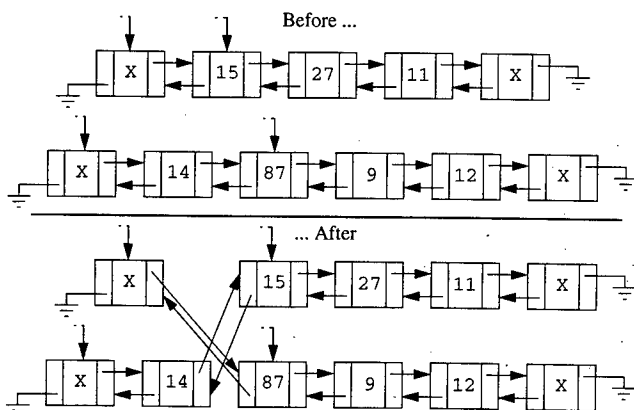 Before ...
X 15 27 11 X
X 14 87 9 12 X
... After
X 15 27 11 X
X 14 87 9 12 X